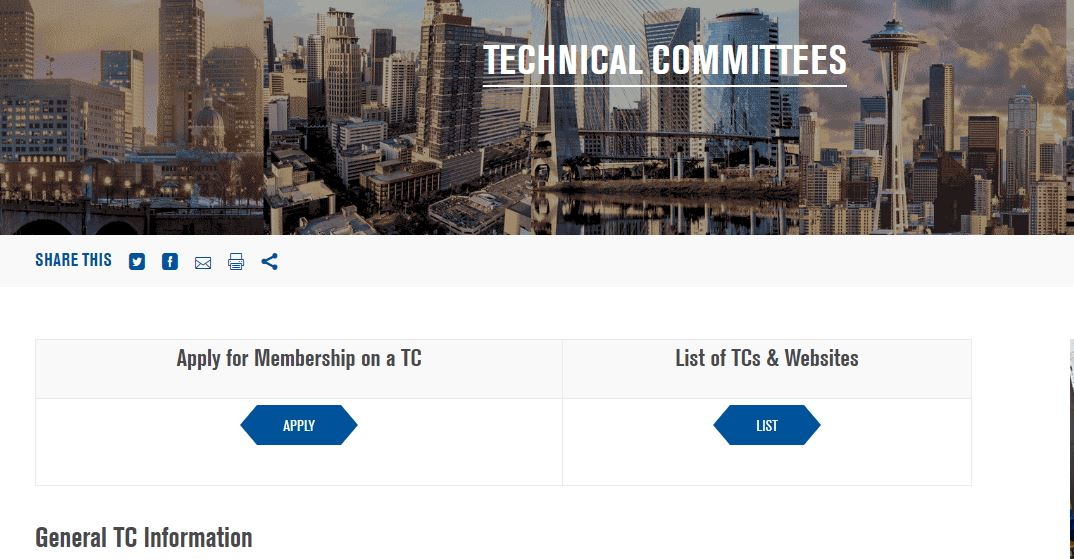 TECHNICAL COMMITTEES
SHARE THIS
Apply for Membership on a TC
List of TCs & Websites
APPLY
LIST
General TC Information